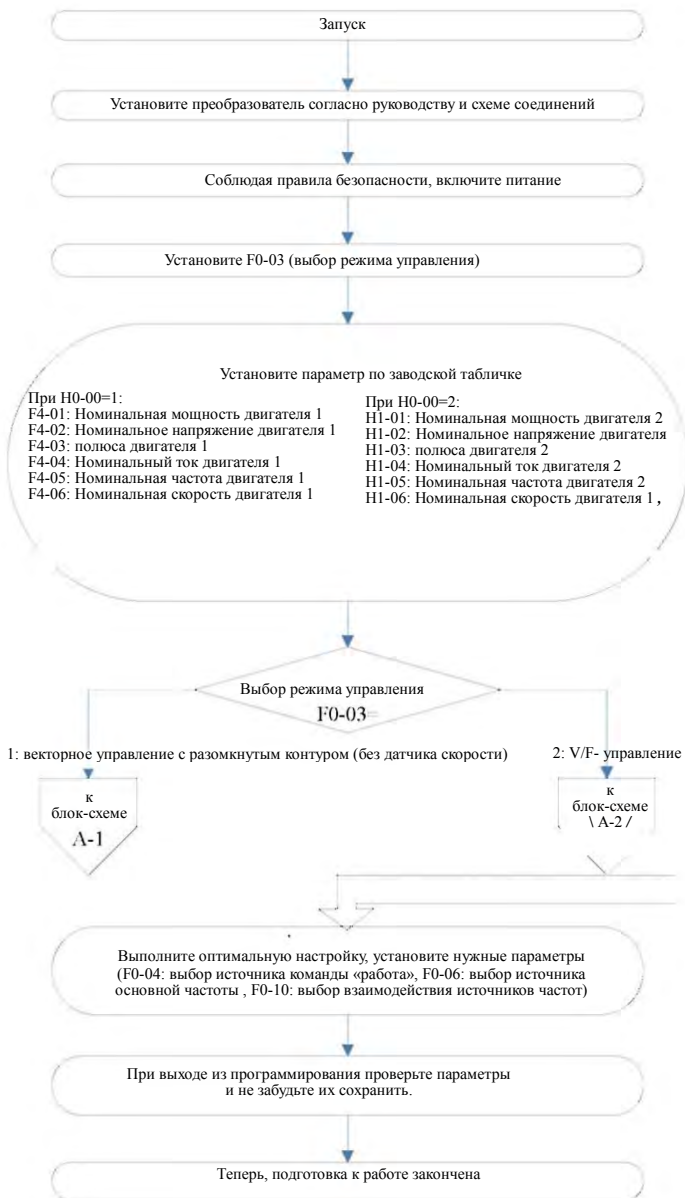 Запуск
Установите преобразователь согласно руководству и схеме соединений
Соблюдая правила безопасности, включите питание
Установите F0-03 (выбор режима управления)
Установите параметр по заводской табличке
При H0-00=1:
F4-01: Номинальная мощность двигателя 1
F4-02: Номинальное напряжение двигателя 1
F4-03: полюса двигателя 1
F4-04: Номинальный ток двигателя 1
F4-05: Номинальная частота двигателя 1
F4-06: Номинальная скорость двигателя 1
При H0-00=2:
H1-01: Номинальная мощность двигателя 2
H1-02: Номинальное напряжение двигателя
H1-03: полюса двигателя 2
H1-04: Номинальный ток двигателя 2
H1-05: Номинальная частота двигателя 2
H1-06: Номинальная скорость двигателя 1 ,
Выбор режима управления
F0-03=
1: векторное управление с разомкнутым контуром (без датчика скорости)
2: V/F- управление
к
блок-схеме
A-1
к
блок-схеме
\ A-2 /
Выполните оптимальную настройку, установите нужные параметры
(F0-04: выбор источника команды «работа», F0-06: выбор источника
основной частоты , F0-10: выбор взаимодействия источников частот)
При выходе из программирования проверьте параметры
и не забудьте их сохранить.
Теперь, подготовка к работе закончена